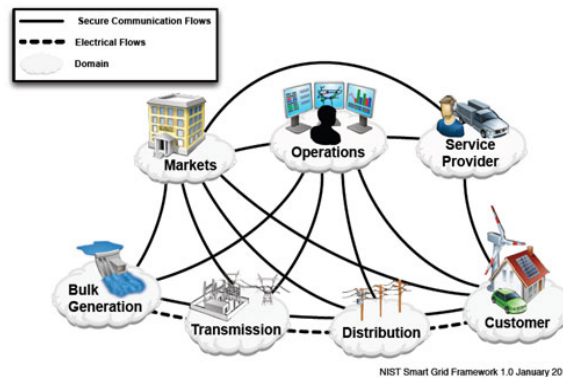 Secure Communication Flows
Electrical Flows
Domain
Markets
Operations
Service
Provider
Bulk
Generation
Transmission
Distribution
Customer
NIST Smart Grid Framework 1.0 January